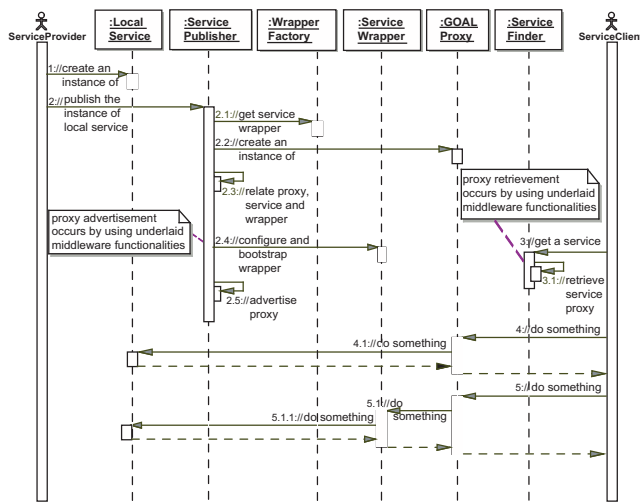 :Local
Service
:Service
Publisher
:Wrapper
Factory
:Service
Wrapper
:GOAL
Proxy
:Service
Finder
ServiceProvider
ServiceClien
1://create an
instance of
2://publish the
instance of
local service
2.1://get service
wrapper
2.2://create an
instance of
2.3://relate proxy,
service and
wrapper
proxy retrievement
occurs by using underlaid
middleware functionalities
proxy advertisement
occurs by using underlaid
middleware functionalities
2.4://configure and
bootstrap
wrapper
3://get a service
3.1://retrieve
service
proxy
2.5://advertise
proxy
4://do something
4.1://do something
5://do something
5.1://do
something
5.1.1://do something